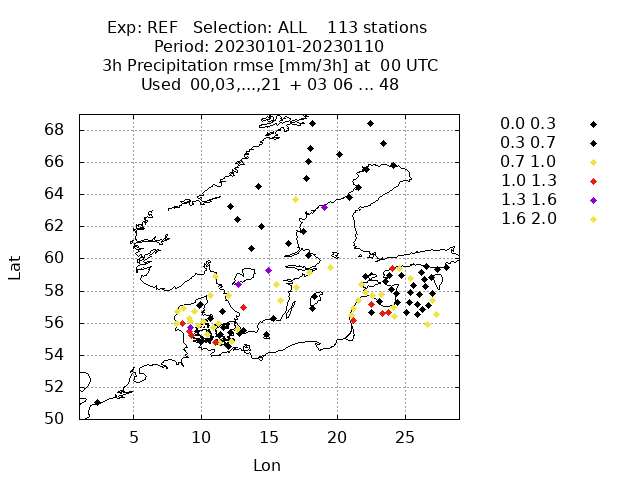 Exp: REF   Selection: ALL    113 stations
Period: 20230101-20230110
3h Precipitation rmse [mm/3h] at  00 UTC
Used  00,03,...,21  + 03 06 ... 48
0.0 0.3
0.3 0.7
0.7 1.0
1.0 1.3
1.3 1.6
1.6 2.0
68
66
64
62
60
58
56
54
52
50
Lat
5 10 15 20 25
Lon